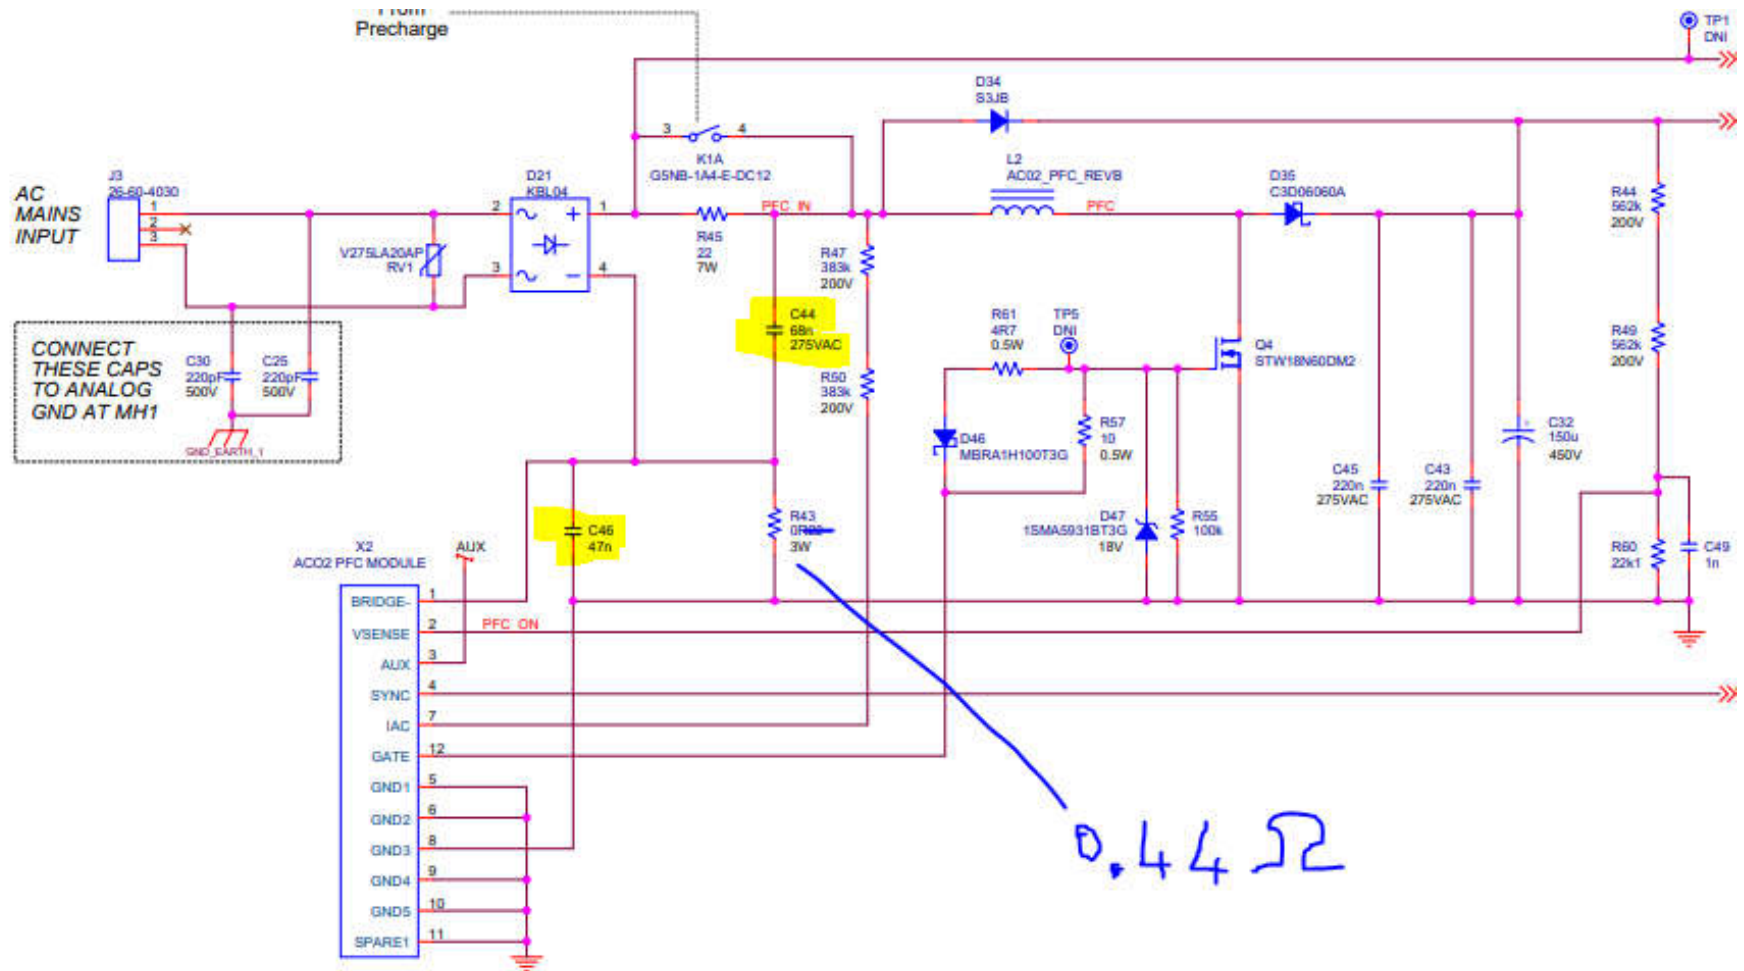 Precharge
TP1
DNI
D34
S3JB
3
4
K1A
G5NB-1A4-E-DC12
L2
AC02_PFC_REVB
D35
C3D06060A
AC
MAINS
INPUT
J3
26-60-4030
1
2
3
D21
KBL04
2
1
3
4
+
−
V275LA20AP
RV1
PFC_IN
R45
22
7W
PFC
R47
383k
200V
R44
562k
200V
C44
68n
275VAC
R50
383k
200V
R61
4R7
0.5W
TP5
DNI
Q4
STW18N60DM2
R49
562k
200V
CONNECT
THESE CAPS
TO ANALOG
GND AT MH1
C30
220pF
500V
C25
220pF
500V
GND_EARTH_1
D46
MBRA1H100T3G
R57
10
0.5W
C32
150u
450V
C45
220n
275VAC
C43
220n
275VAC
C46
47n
R43
3W
D47
1SMA5931BT3G
18V
R55
100k
R60
22k1
C49
1n
X2
ACO2 PFC MODULE
AUX
BRIDGE-
1
VSENSE
2
PFC_ON
AUX
3
SYNC
4
IAC
7
GATE
12
GND1
5
GND2
6
GND3
8
GND4
9
GND5
10
SPARE1
11
0.44Ω